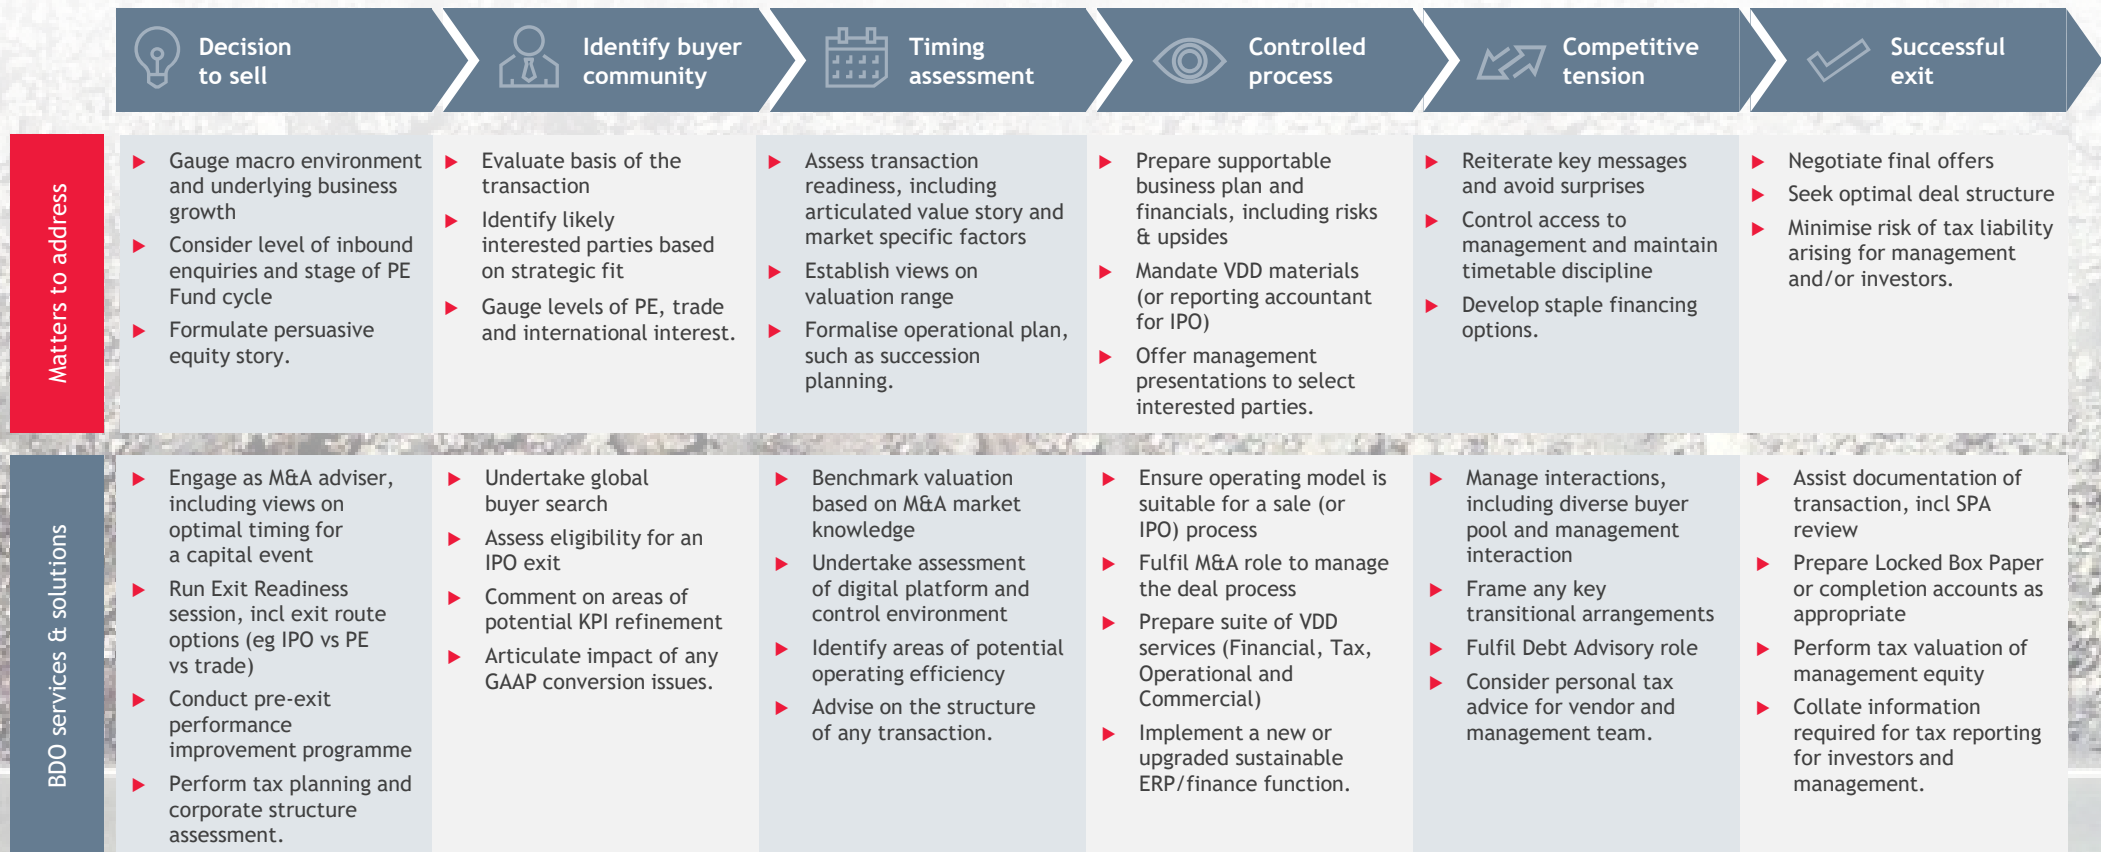 Decision
to sell
Identify buyer
community
Timing
assessment
Controlled
process
Competitive
tension
Successful
exit
Matters to address
Gauge macro environment
and underlying business
growth
Consider level of inbound
enquiries and stage of PE
Fund cycle
Formulate persuasive
equity story.
Evaluate basis of the
transaction
Identify likely
interested parties based
on strategic fit
Gauge levels of PE, trade
and international interest.
Assess transaction
readiness, including
articulated value story and
market specific factors
Establish views on
valuation range
Formalise operational plan,
such as succession
planning.
Prepare supportable
business plan and
financials, including risks
& upsides
Mandate VDD materials
(or reporting accountant
for IPO)
Offer management
presentations to select
interested parties.
Reiterate key messages
and avoid surprises
Control access to
management and maintain
timetable discipline
Develop staple financing
options.
Negotiate final offers
Seek optimal deal structure
Minimise risk of tax liability
arising for management
and/or investors.
BDO services & solutions
Engage as M&A adviser,
including views on
optimal timing for
a capital event
Run Exit Readiness
session, incl exit route
options (eg IPO vs PE
vs trade)
Conduct pre-exit
performance
improvement programme
Perform tax planning and
corporate structure
assessment.
Undertake global
buyer search
Assess eligibility for an
IPO exit
Comment on areas of
potential KPI refinement
Articulate impact of any
GAAP conversion issues.
Benchmark valuation
based on M&A market
knowledge
Undertake assessment
of digital platform and
control environment
Identify areas of potential
operating efficiency
Advise on the structure
of any transaction.
Ensure operating model is
suitable for a sale (or
IPO) process
Fulfil M&A role to manage
the deal process
Prepare suite of VDD
services (Financial, Tax,
Operational and
Commercial)
Implement a new or
upgraded sustainable
ERP/finance function.
Manage interactions,
including diverse buyer
pool and management
interaction
Frame any key
transitional arrangements
Fulfil Debt Advisory role
Consider personal tax
advice for vendor and
management team.
Assist documentation of
transaction, incl SPA
review
Prepare Locked Box Paper
or completion accounts as
appropriate
Perform tax valuation of
management equity
Collate information
required for tax reporting
for investors and
management.